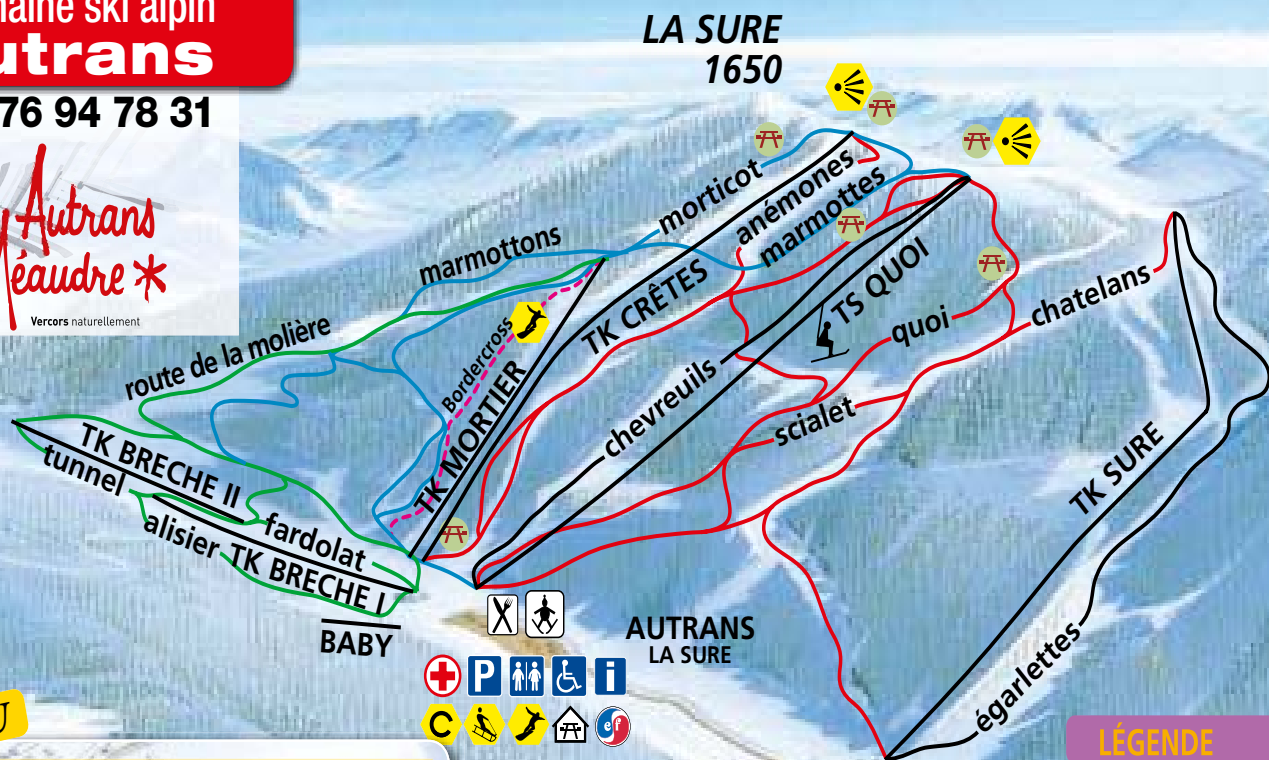 ski alpin
utrans
76 94 78 31
Autrans
éaudre
Vercors naturellement
LA SURE
1650
morticot
anémones
marmottes
marmottons
TK CRÊTES
TS QUOI
quoi
chatelans
route de la molière
Bordercross
TK MORTIER
chevreuils
scialet
TK SURE
TK BRECHE II
tunnel
fardolat
alisier
TK BRECHE I
BABY
AUTRANS
LA SURE
égarlettes
P
i
C
esf
LÉGENDE